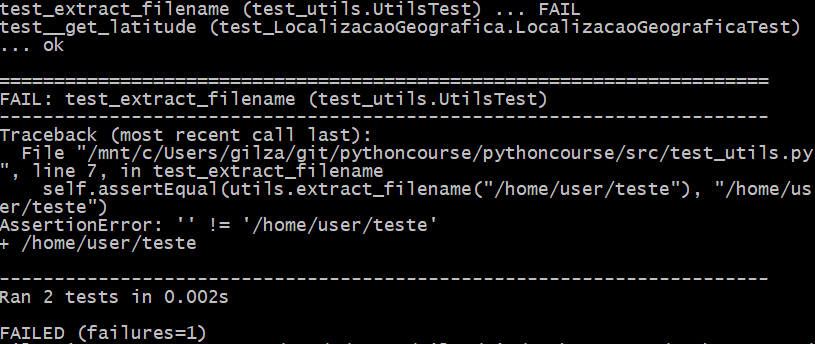 test_extract_filename (test_utils.UtilsTest) ... FAIL
test__get_latitude (test_LocalizacaoGeografica.LocalizacaoGeograficaTest)
... ok
======================================================================
FAIL: test_extract_filename (test_utils.UtilsTest)
----------------------------------------------------------------------
Traceback (most recent call last):
  File "/mnt/c/Users/gilza/git/pythoncourse/pythoncourse/src/test_utils.py
", line 7, in test_extract_filename
    self.assertEqual(utils.extract_filename("/home/user/teste"), "/home/us
er/teste")
AssertionError: '' != '/home/user/teste'
+ /home/user/teste
----------------------------------------------------------------------
Ran 2 tests in 0.002s
FAILED (failures=1)